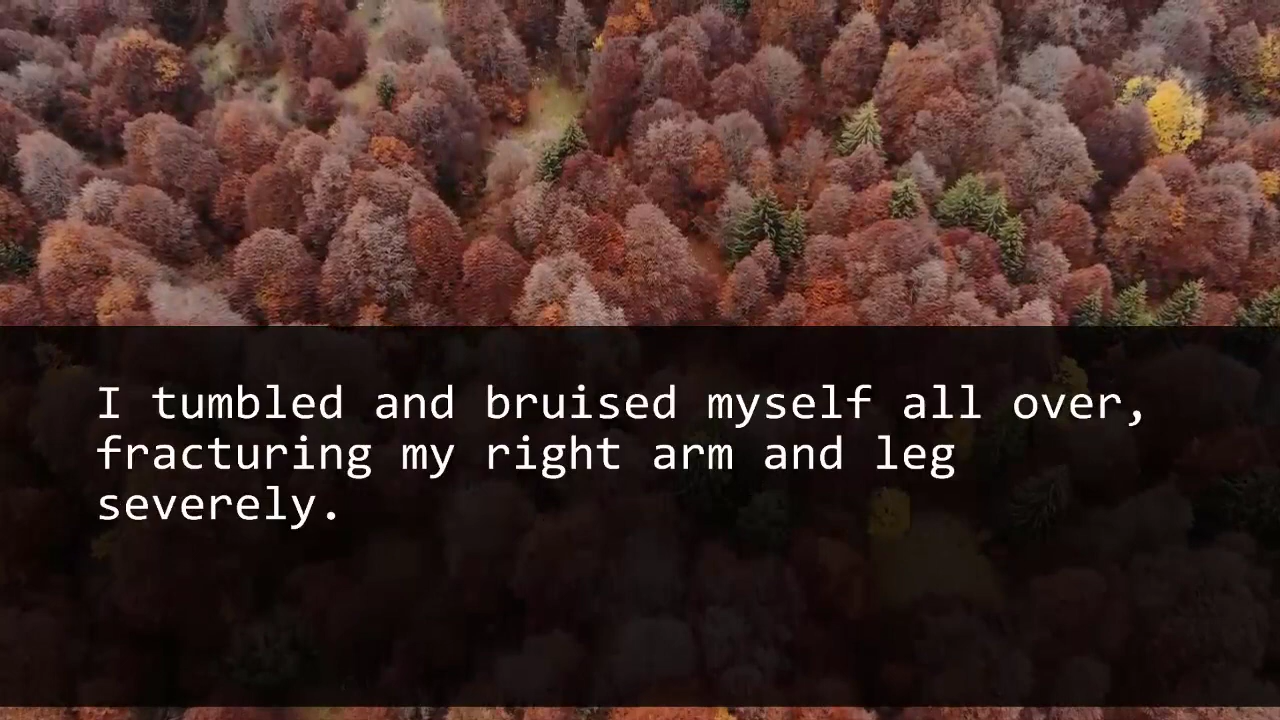 I tumbled and bruised myself all over,
fracturing my right arm and leg
severely.